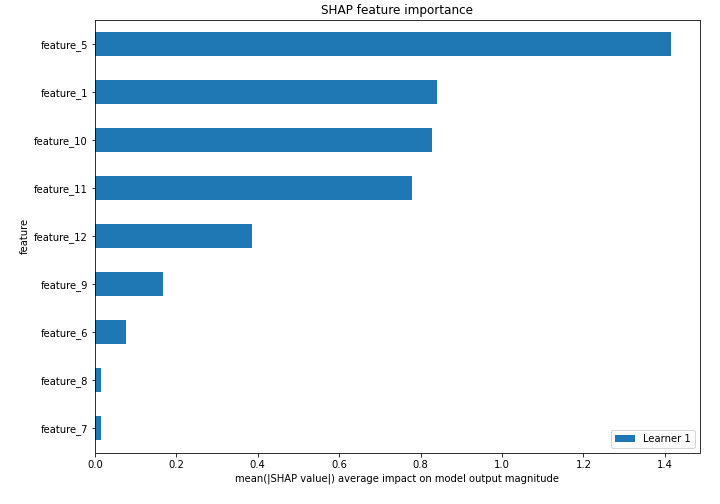 SHAP feature importance
feature_5
feature_1
feature_10
feature_11
feature_12
feature_9
feature_6
feature_8
feature_7
feature
0.0 0.2 0.4 0.6 0.8 1.0 1.2 1.4
mean(|SHAP value|) average impact on model output magnitude
Learner 1